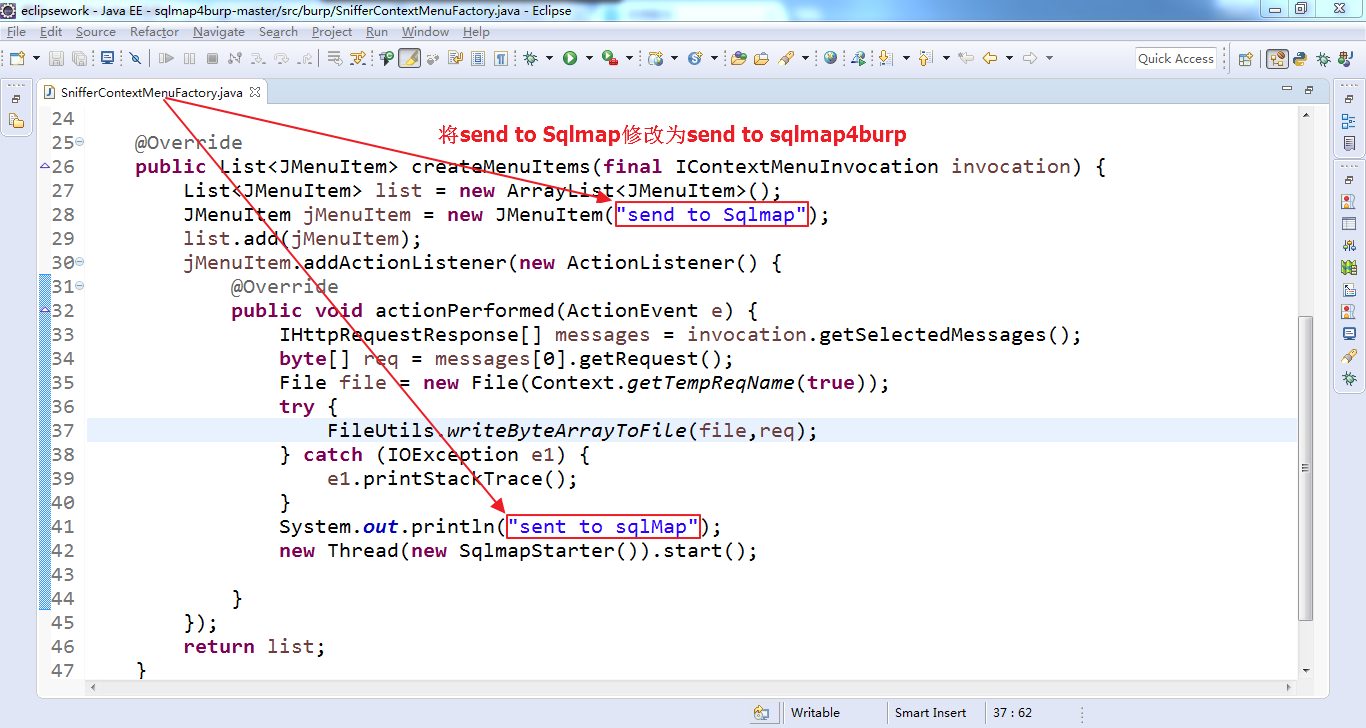 eclipsework - Java EE - sqlmap4burp-master/src/burp/SnifferContextMenuFactory.java - Eclipse
File Edit Source Refactor Navigate Search Project Run Window Help
Quick Access
SnifferContextMenuFactory.java
将send to Sqlmap修改为send to sqlmap4burp
24
25 @Override
26 public List<JMenuItem> createMenuItems(final IContextMenuInvocation invocation) {
27 List<JMenuItem> list = new ArrayList<JMenuItem>();
28 JMenuItem jMenuItem = new JMenuItem("send to Sqlmap");
29 list.add(jMenuItem);
30 jMenuItem.addActionListener(new ActionListener() {
31 @Override
32 public void actionPerformed(ActionEvent e) {
33 IHttpRequestResponse[] messages = invocation.getSelectedMessages();
34 byte[] req = messages[0].getRequest();
35 File file = new File(Context.getTempReqName(true));
36 try {
37 FileUtils.writeByteArrayToFile(file,req);
38 } catch (IOException e1) {
39 e1.printStackTrace();
40 }
41 System.out.println("sent to sqlMap");
42 new Thread(new SqlmapStarter()).start();
43
44 }
45 });
46 return list;
47 }
Writable Smart Insert 37 : 62